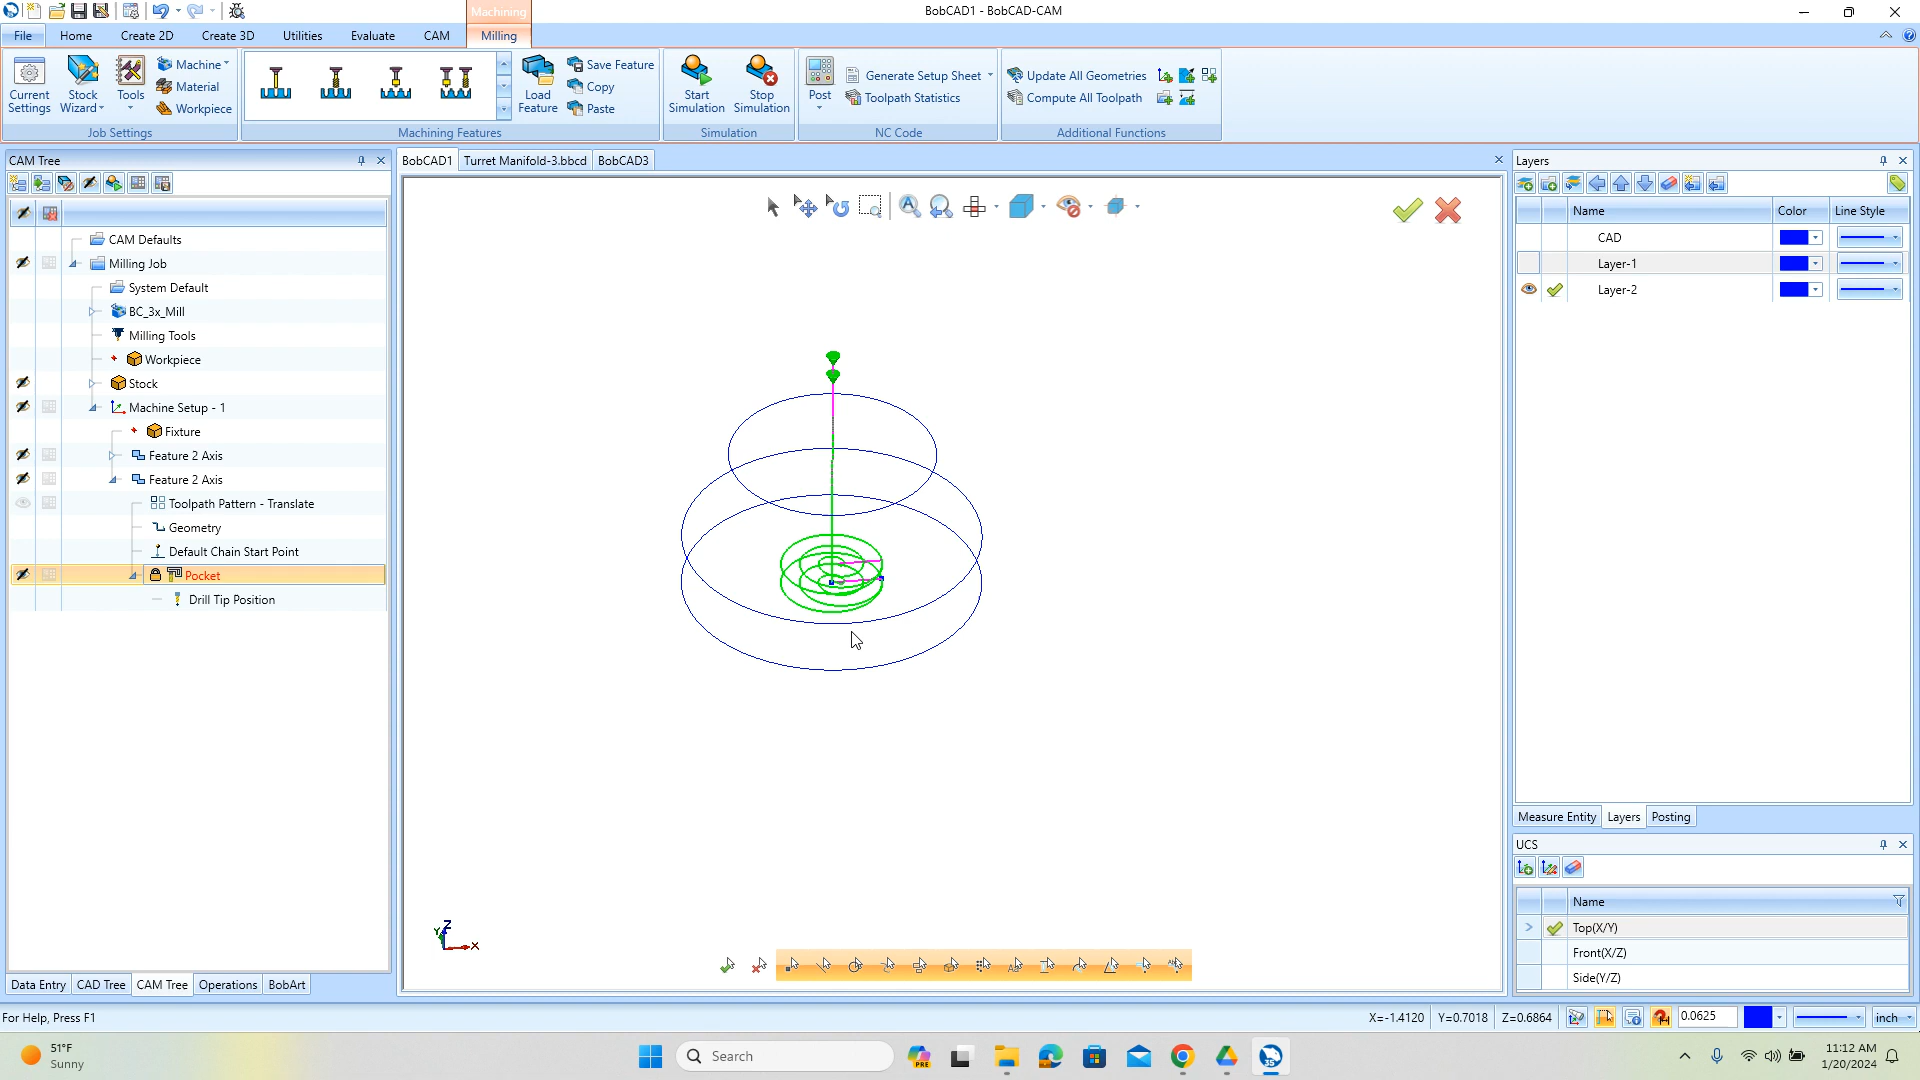 Machining
BobCAD1 - BobCAD-CAM
File Home Create 2D Create 3D Utilities Evaluate CAM Milling
Current Settings
Stock Wizard
Tools
Machine
Material
Workpiece
Job Settings
Load Feature
Save Feature
Copy
Paste
Machining Features
Start Simulation
Stop Simulation
Simulation
Post
Generate Setup Sheet
Toolpath Statistics
NC Code
Update All Geometries
Compute All Toolpath
Additional Functions
CAM Tree
CAM Defaults
Milling Job
System Default
BC_3x_Mill
Milling Tools
Workpiece
Stock
Machine Setup - 1
Fixture
Feature 2 Axis
Feature 2 Axis
Toolpath Pattern - Translate
Geometry
Default Chain Start Point
Pocket
Drill Tip Position
Data Entry CAD Tree CAM Tree Operations BobArt
BobCAD1 Turret Manifold-3.bbcd BobCAD3
Z
Y
X
Layers
Name Color Line Style
CAD
Layer-1
Layer-2
Measure Entity Layers Posting
UCS
Name
Top(X/Y)
Front(X/Z)
Side(Y/Z)
For Help, Press F1
X=-1.4120 Y=0.7018 Z=0.6864 0.0625 inch
51°F
Sunny
Search
PRE
35
11:12 AM
1/20/2024